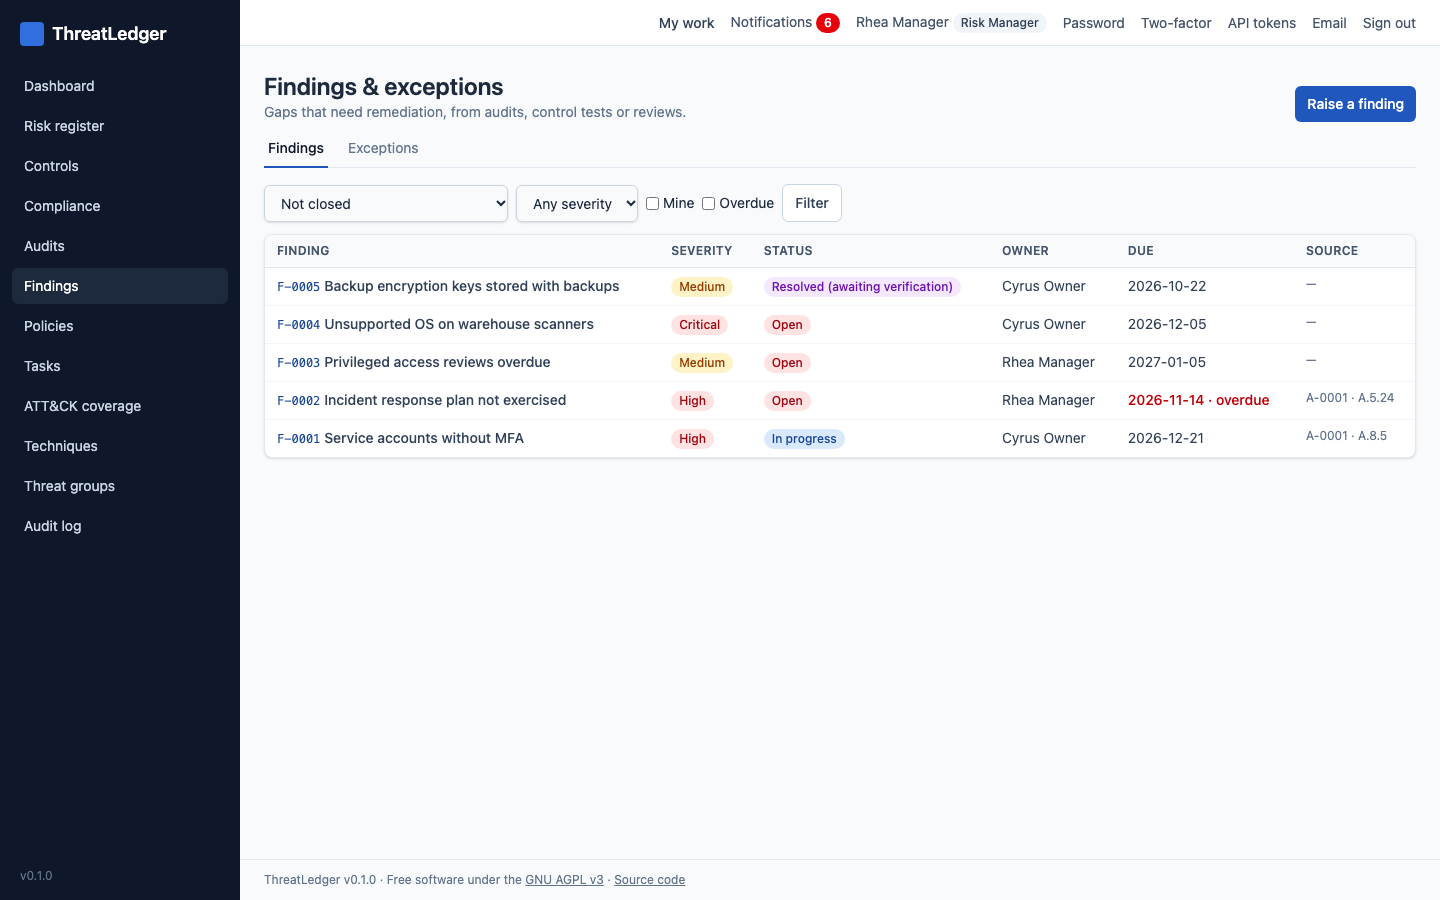 ThreatLedger
Dashboard
Risk register
Controls
Compliance
Audits
Findings
Policies
Tasks
ATT&CK coverage
Techniques
Threat groups
Audit log
v0.1.0
My work Notifications 6 Rhea Manager Risk Manager Password Two-factor API tokens Email Sign out
Findings & exceptions
Gaps that need remediation, from audits, control tests or reviews.
Raise a finding
Findings Exceptions
Not closed Any severity Mine Overdue Filter
FINDING SEVERITY STATUS OWNER DUE SOURCE
F-0005 Backup encryption keys stored with backups Medium Resolved (awaiting verification) Cyrus Owner 2026-10-22 —
F-0004 Unsupported OS on warehouse scanners Critical Open Cyrus Owner 2026-12-05 —
F-0003 Privileged access reviews overdue Medium Open Rhea Manager 2027-01-05 —
F-0002 Incident response plan not exercised High Open Rhea Manager 2026-11-14 · overdue A-0001 · A.5.24
F-0001 Service accounts without MFA High In progress Cyrus Owner 2026-12-21 A-0001 · A.8.5
ThreatLedger v0.1.0 · Free software under the GNU AGPL v3 · Source code